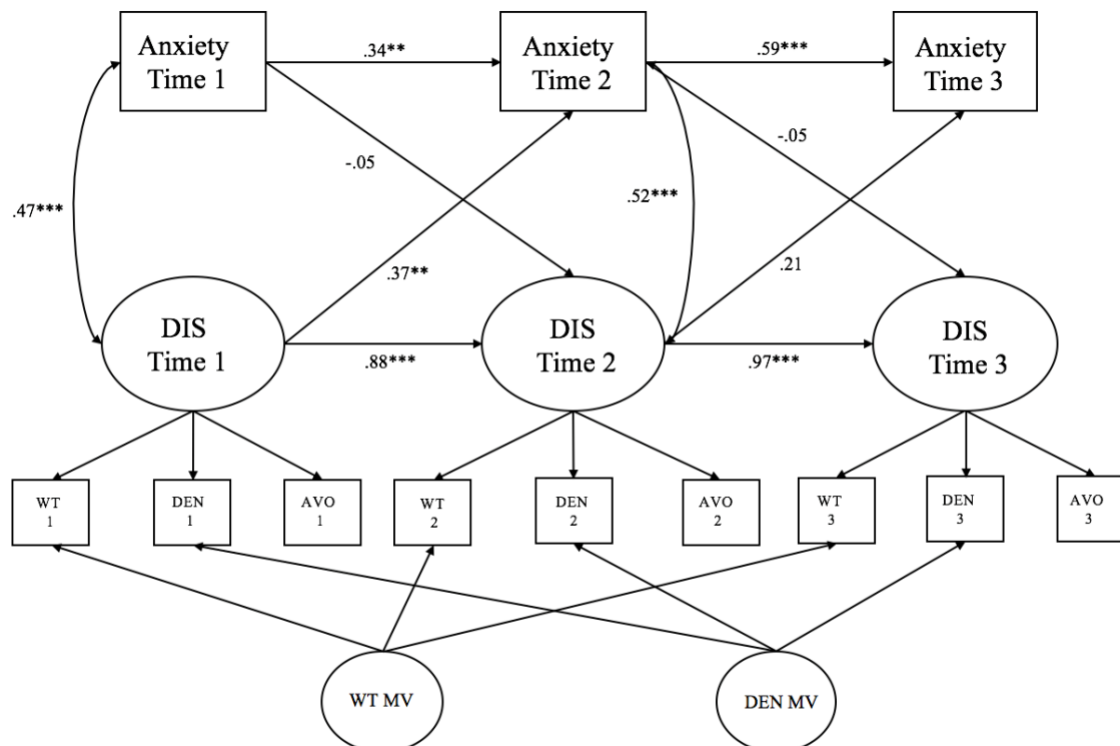 Anxiety
Time 1
.34**
Anxiety
Time 2
.59***
Anxiety
Time 3
-.05
-.05
.47***
.52***
.37**
.21
DIS
Time 1
.88***
DIS
Time 2
.97***
DIS
Time 3
WT
1
DEN
1
AVO
1
WT
2
DEN
2
AVO
2
WT
3
DEN
3
AVO
3
WT MV
DEN MV